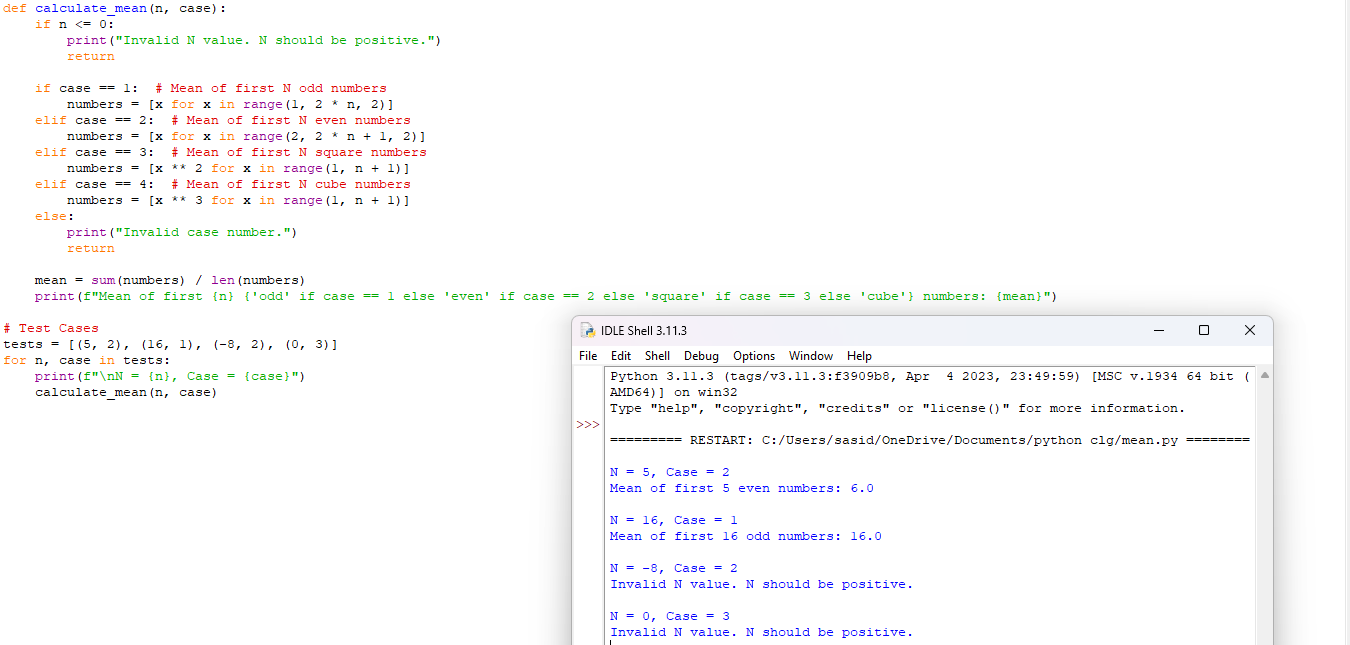 def calculate_mean(n, case):
    if n <= 0:
        print("Invalid N value. N should be positive.")
        return

    if case == 1:  # Mean of first N odd numbers
        numbers = [x for x in range(1, 2 * n, 2)]
    elif case == 2:  # Mean of first N even numbers
        numbers = [x for x in range(2, 2 * n + 1, 2)]
    elif case == 3:  # Mean of first N square numbers
        numbers = [x ** 2 for x in range(1, n + 1)]
    elif case == 4:  # Mean of first N cube numbers
        numbers = [x ** 3 for x in range(1, n + 1)]
    else:
        print("Invalid case number.")
        return

    mean = sum(numbers) / len(numbers)
    print(f"Mean of first {n} {'odd' if case == 1 else 'even' if case == 2 else 'square' if case == 3 else 'cube'} numbers: {mean}")

# Test Cases
tests = [(5, 2), (16, 1), (-8, 2), (0, 3)]
for n, case in tests:
    print(f"\nN = {n}, Case = {case}")
    calculate_mean(n, case)
IDLE Shell 3.11.3
File Edit Shell Debug Options Window Help
Python 3.11.3 (tags/v3.11.3:f3909b8, Apr  4 2023, 23:49:59) [MSC v.1934 64 bit (
AMD64)] on win32
Type "help", "copyright", "credits" or "license()" for more information.
>>>
========= RESTART: C:/Users/sasid/OneDrive/Documents/python clg/mean.py ========

N = 5, Case = 2
Mean of first 5 even numbers: 6.0

N = 16, Case = 1
Mean of first 16 odd numbers: 16.0

N = -8, Case = 2
Invalid N value. N should be positive.

N = 0, Case = 3
Invalid N value. N should be positive.